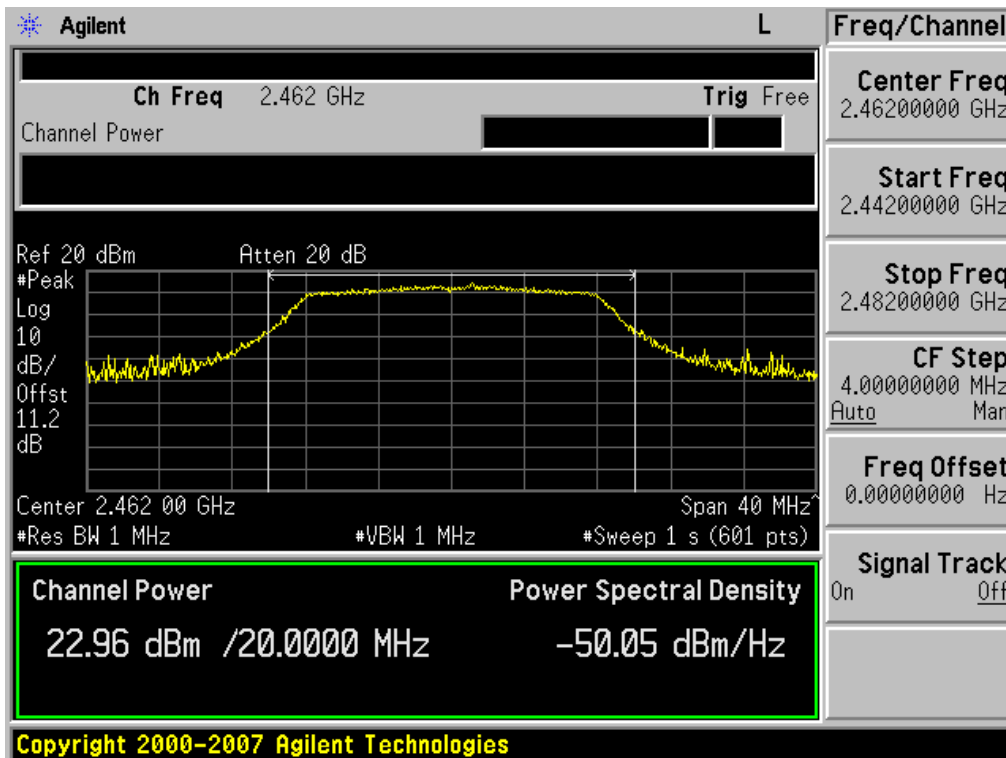 Agilent L
Freq/Channel
Ch Freq 2.462 GHz Trig Free
Channel Power
Center Freq
2.46200000 GHz
Start Freq
2.44200000 GHz
Stop Freq
2.48200000 GHz
CF Step
4.00000000 MHz
Auto Man
Freq Offset
0.00000000 Hz
Signal Track
On Off
Ref 20 dBm Atten 20 dB
#Peak
Log
10
dB/
Offst
11.2
dB
Center 2.462 00 GHz Span 40 MHz^
#Res BW 1 MHz #VBW 1 MHz #Sweep 1 s (601 pts)
Channel Power Power Spectral Density
22.96 dBm /20.0000 MHz -50.05 dBm/Hz
Copyright 2000-2007 Agilent Technologies